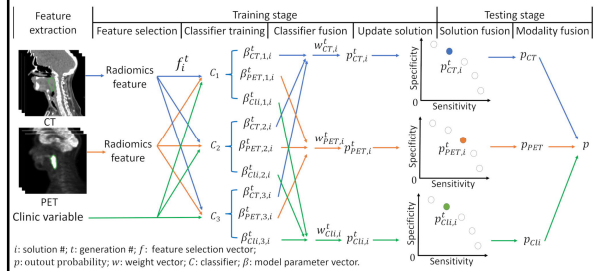 Feature extraction
Training stage
Testing stage
Feature selection
Classifier training
Classifier fusion
Update solution
Solution fusion
Modality fusion
CT
Radiomics feature
PET
Radiomics feature
Clinic variable
f_i^t
C_1
β_{CT,1,i}^t
β_{PET,1,i}^t
β_{Cli,1,i}^t
C_2
β_{CT,2,i}^t
β_{PET,2,i}^t
β_{Cli,2,i}^t
C_3
β_{CT,3,i}^t
β_{PET,3,i}^t
β_{Cli,3,i}^t
w_{CT,i}^t
p_{CT,i}^t
w_{PET,i}^t
p_{PET,i}^t
w_{Cli,i}^t
p_{Cli,i}^t
Specificity
p_{CT,i}^t
0
Sensitivity
p_{CT}
Specificity
p_{PET,i}^t
0
Sensitivity
p_{PET}
p
Specificity
p_{Cli,i}^t
0
Sensitivity
p_{Cli}
i: solution #; t: generation #; f: feature selection vector;
p: outout probability; w: weight vector; C: classifier; β: model parameter vector.